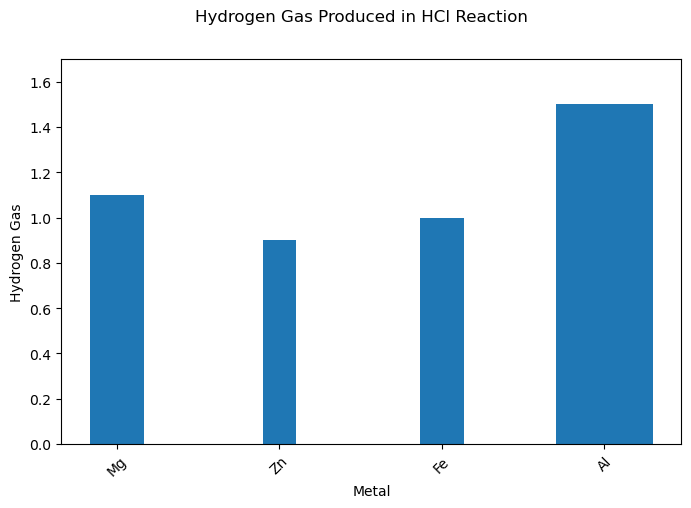 Hydrogen Gas Produced in HCl Reaction
Hydrogen Gas
1.6
1.4
1.2
1.0
0.8
0.6
0.4
0.2
0.0
Mg
Zn
Fe
Al
Metal